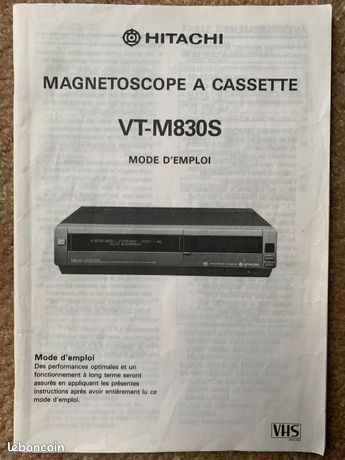 HITACHI
MAGNETOSCOPE A CASSETTE
VT-M830S
MODE D'EMPLOI
HITACHI
Mode d'emploi
Des performances optimales et un
fonctionnement à long terme seront
assurés en appliquant les présentes
instructions après avoir entièrement lu ce
mode d'emploi.
VHS
leboncoin